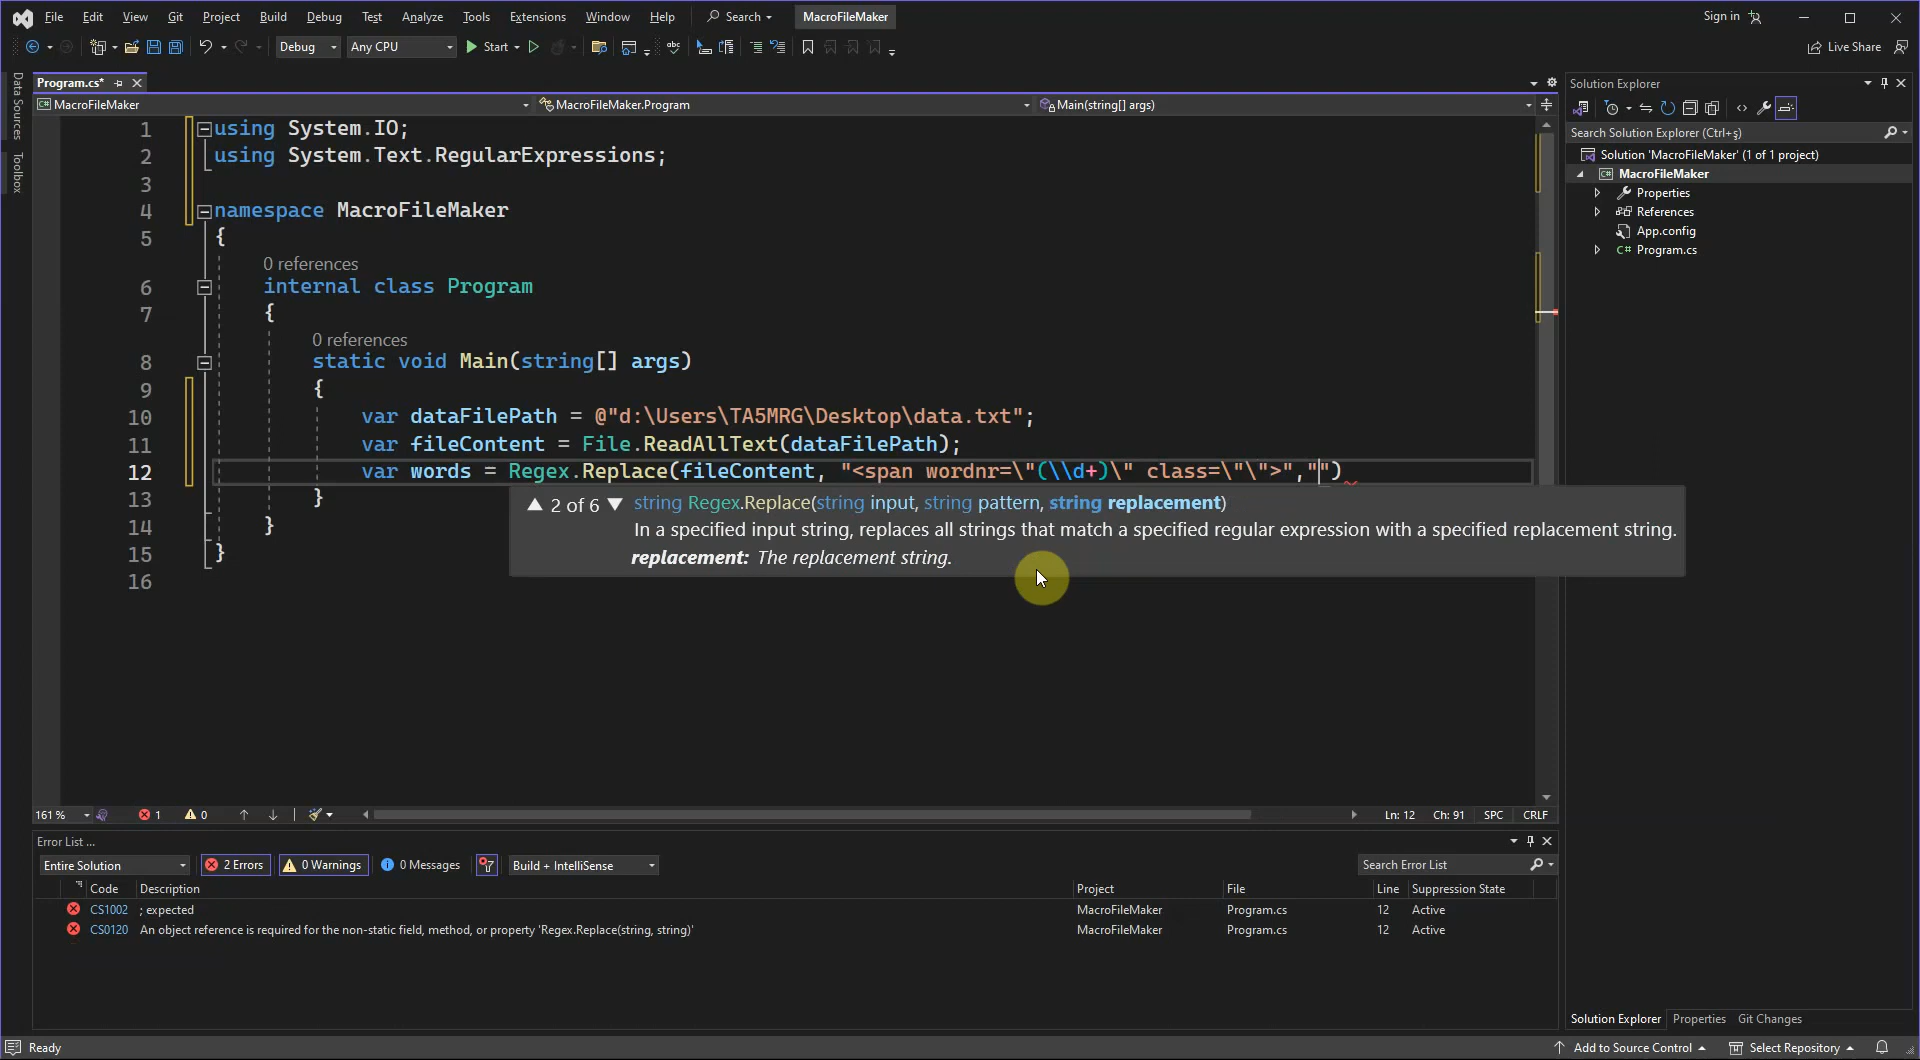 File Edit View Git Project Build Debug Test Analyze Tools Extensions Window Help Search MacroFileMaker Sign in
Debug Any CPU Start Live Share
Data Sources
Toolbox
Program.cs*
MacroFileMaker MacroFileMaker.Program Main(string[] args)
1 using System.IO;
2 using System.Text.RegularExpressions;
3
4 namespace MacroFileMaker
5 {
0 references
6 internal class Program
7 {
0 references
8 static void Main(string[] args)
9 {
10 var dataFilePath = @"d:\Users\TA5MRG\Desktop\data.txt";
11 var fileContent = File.ReadAllText(dataFilePath);
12 var words = Regex.Replace(fileContent, "<span wordnr=\"(\\d+)\" class=\"\">","")
13 }
14 }
15 }
16
▲ 2 of 6 ▼ string Regex.Replace(string input, string pattern, string replacement)
In a specified input string, replaces all strings that match a specified regular expression with a specified replacement string.
replacement: The replacement string.
161 % 1 0 Ln: 12 Ch: 91 SPC CRLF
Error List ...
Entire Solution 2 Errors 0 Warnings 0 Messages Build + IntelliSense Search Error List
Code Description Project File Line Suppression State
CS1002 ; expected MacroFileMaker Program.cs 12 Active
CS0120 An object reference is required for the non-static field, method, or property 'Regex.Replace(string, string)' MacroFileMaker Program.cs 12 Active
Solution Explorer
Search Solution Explorer (Ctrl+ş)
Solution 'MacroFileMaker' (1 of 1 project)
MacroFileMaker
Properties
References
App.config
C# Program.cs
Solution Explorer Properties Git Changes
Ready Add to Source Control Select Repository